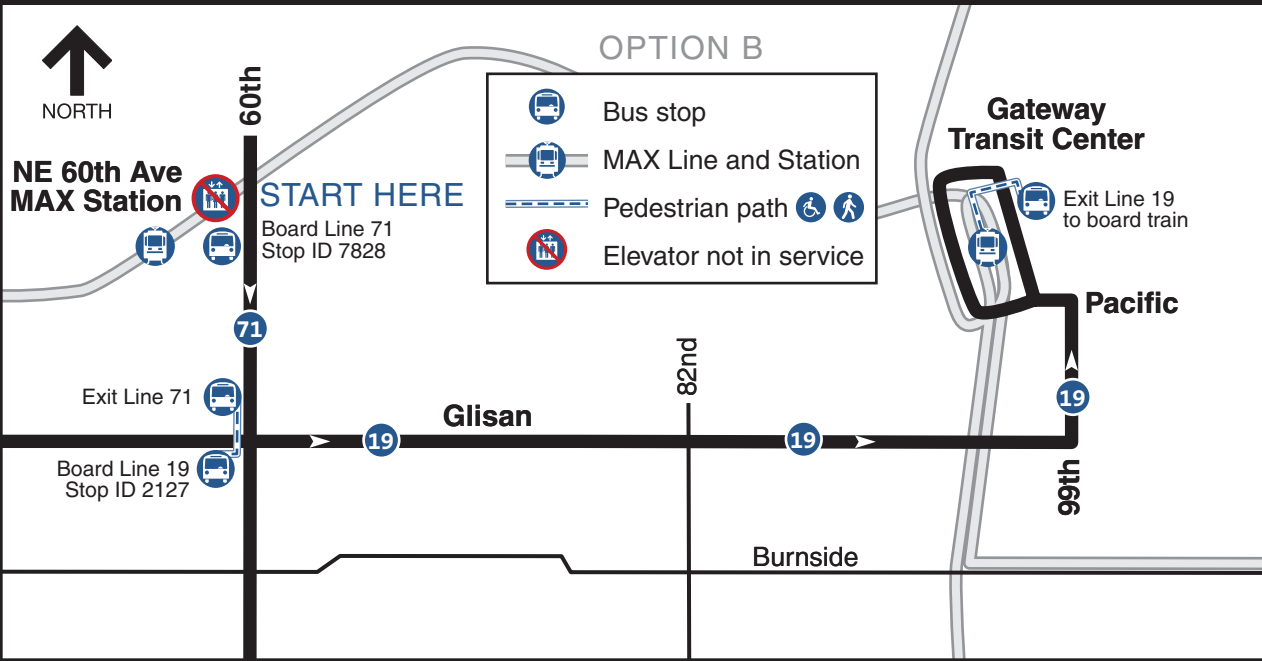 OPTION B
NORTH
60th
NE 60th Ave
MAX Station
START HERE
Board Line 71
Stop ID 7828
Bus stop
MAX Line and Station
Pedestrian path
Elevator not in service
Gateway
Transit Center
Exit Line 19
to board train
Pacific
71
Exit Line 71
82nd
19
Glisan
19
19
Board Line 19
Stop ID 2127
99th
Burnside